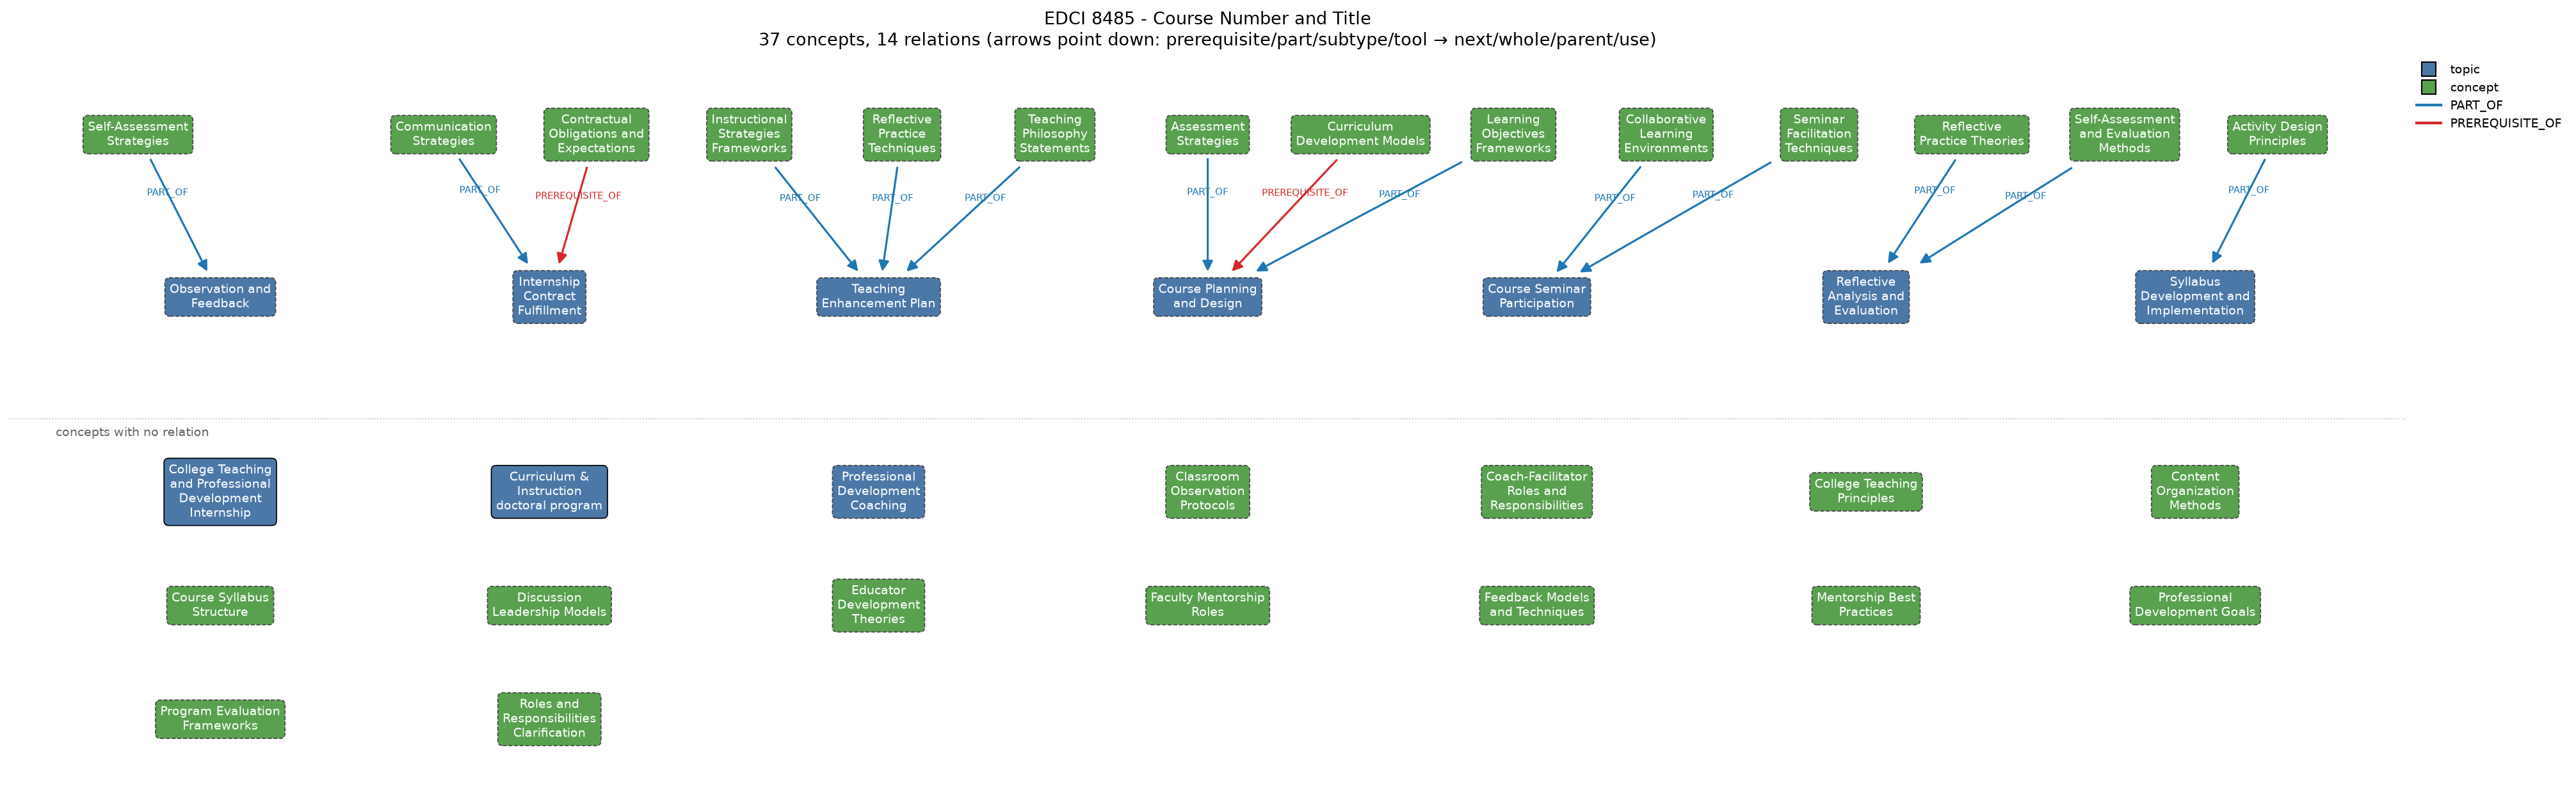 EDCI 8485 - Course Number and Title
37 concepts, 14 relations (arrows point down: prerequisite/part/subtype/tool → next/whole/parent/use)
topic
concept
PART_OF
PREREQUISITE_OF
Self-Assessment
Strategies
Communication
Strategies
Contractual
Obligations and
Expectations
Instructional
Strategies
Frameworks
Reflective
Practice
Techniques
Teaching
Philosophy
Statements
Assessment
Strategies
Curriculum
Development Models
Learning
Objectives
Frameworks
Collaborative
Learning
Environments
Seminar
Facilitation
Techniques
Reflective
Practice Theories
Self-Assessment
and Evaluation
Methods
Activity Design
Principles
PART_OF
PART_OF
PREREQUISITE_OF
PART_OF
PART_OF
PART_OF
PART_OF
PREREQUISITE_OF
PART_OF
PART_OF
PART_OF
PART_OF
PART_OF
PART_OF
Observation and
Feedback
Internship
Contract
Fulfillment
Teaching
Enhancement Plan
Course Planning
and Design
Course Seminar
Participation
Reflective
Analysis and
Evaluation
Syllabus
Development and
Implementation
concepts with no relation
College Teaching
and Professional
Development
Internship
Curriculum &
Instruction
doctoral program
Professional
Development
Coaching
Classroom
Observation
Protocols
Coach-Facilitator
Roles and
Responsibilities
College Teaching
Principles
Content
Organization
Methods
Course Syllabus
Structure
Discussion
Leadership Models
Educator
Development
Theories
Faculty Mentorship
Roles
Feedback Models
and Techniques
Mentorship Best
Practices
Professional
Development Goals
Program Evaluation
Frameworks
Roles and
Responsibilities
Clarification